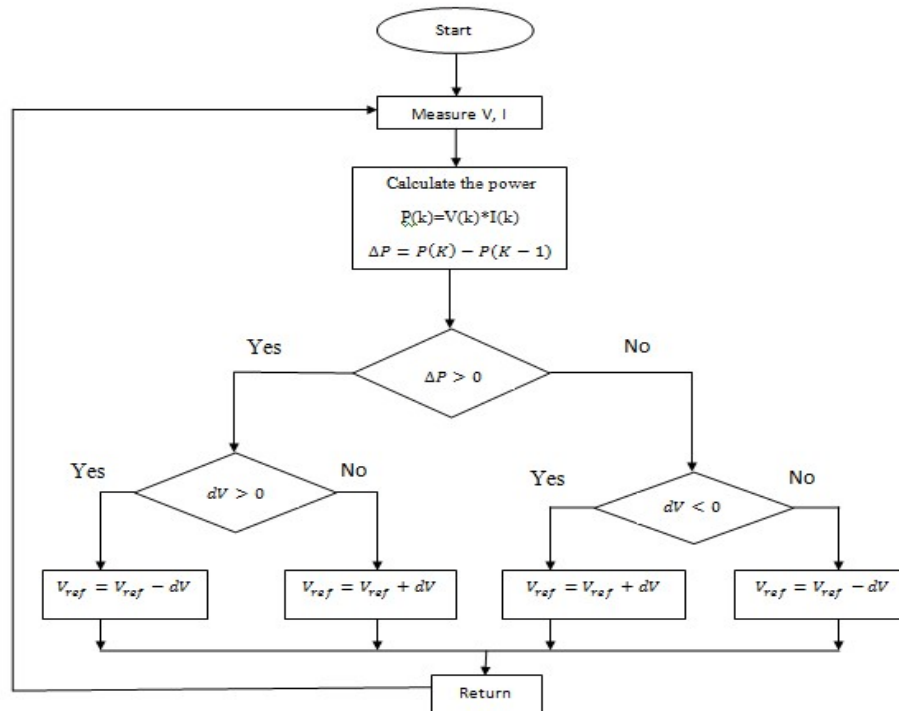 Start
Measure V, I
Calculate the power
P(k)=V(k)*I(k)
ΔP = P(K) − P(K − 1)
Yes
No
ΔP > 0
Yes
No
Yes
No
dV > 0
dV < 0
V_ref = V_ref − dV
V_ref = V_ref + dV
V_ref = V_ref + dV
V_ref = V_ref − dV
Return